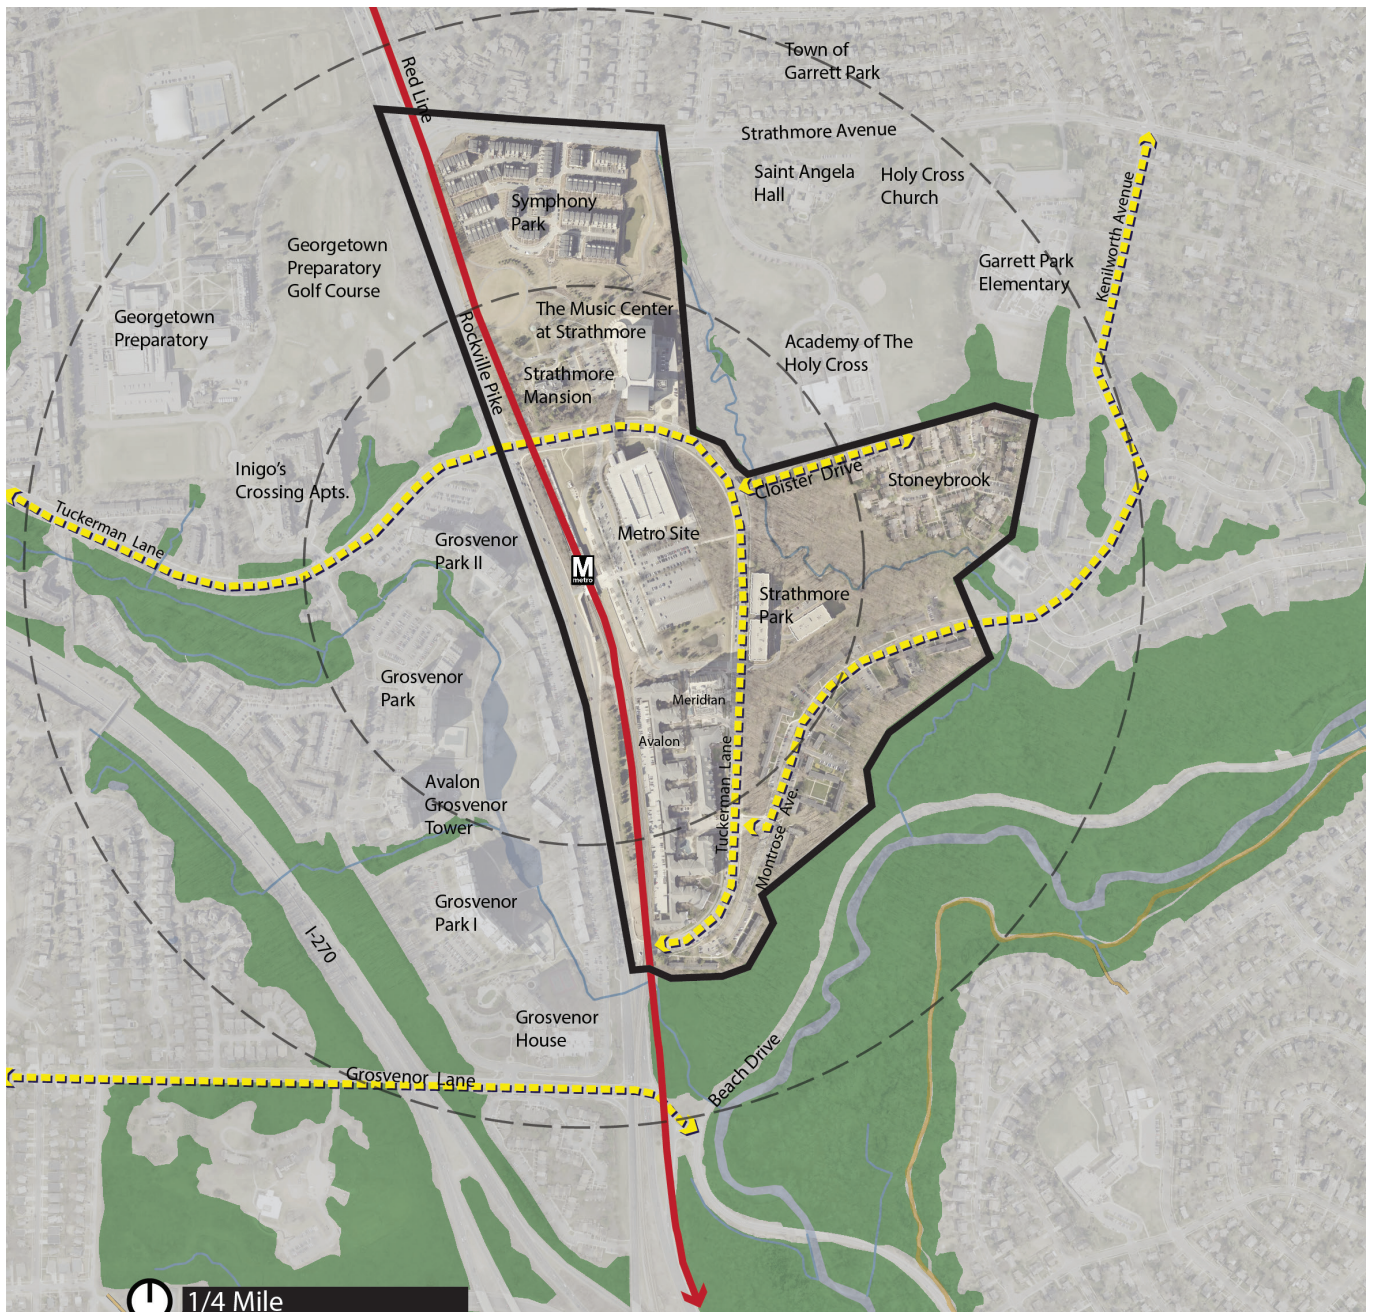 Town of
Garrett Park
Red Line
Strathmore Avenue
Saint Angela
Hall
Holy Cross
Church
Symphony
Park
Kenilworth Avenue
Georgetown
Preparatory
Golf Course
Garrett Park
Elementary
Georgetown
Preparatory
The Music Center
at Strathmore
Rockville Pike
Academy of The
Holy Cross
Strathmore
Mansion
Inigo's
Crossing Apts.
Cloister Drive
Stoneybrook
Tuckerman Lane
Grosvenor
Park II
Metro Site
M
metro
Strathmore
Park
Grosvenor
Park
Meridian
Avalon
Tuckerman Lane
Avalon
Grosvenor
Tower
Montrose Ave.
Grosvenor
Park I
I-270
Grosvenor
House
Beach Drive
Grosvenor Lane
1/4 Mile